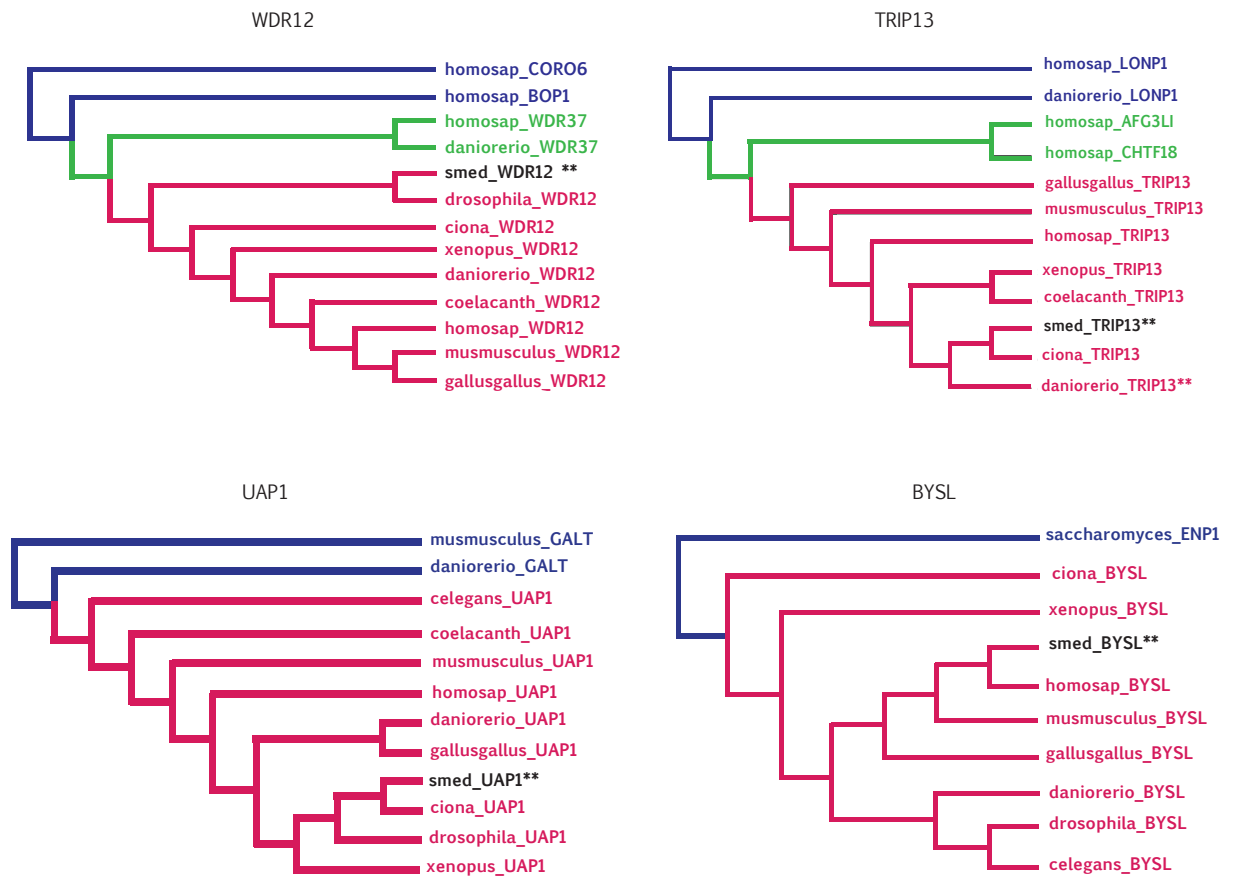 WDR12
homosap_CORO6
homosap_BOP1
homosap_WDR37
daniorerio_WDR37
smed_WDR12 **
drosophila_WDR12
ciona_WDR12
xenopus_WDR12
daniorerio_WDR12
coelacanth_WDR12
homosap_WDR12
musmusculus_WDR12
gallusgallus_WDR12
TRIP13
homosap_LONP1
daniorerio_LONP1
homosap_AFG3LI
homosap_CHTF18
gallusgallus_TRIP13
musmusculus_TRIP13
homosap_TRIP13
xenopus_TRIP13
coelacanth_TRIP13
smed_TRIP13**
ciona_TRIP13
daniorerio_TRIP13**
UAP1
musmusculus_GALT
daniorerio_GALT
celegans_UAP1
coelacanth_UAP1
musmusculus_UAP1
homosap_UAP1
daniorerio_UAP1
gallusgallus_UAP1
smed_UAP1**
ciona_UAP1
drosophila_UAP1
xenopus_UAP1
BYSL
saccharomyces_ENP1
ciona_BYSL
xenopus_BYSL
smed_BYSL**
homosap_BYSL
musmusculus_BYSL
gallusgallus_BYSL
daniorerio_BYSL
drosophila_BYSL
celegans_BYSL